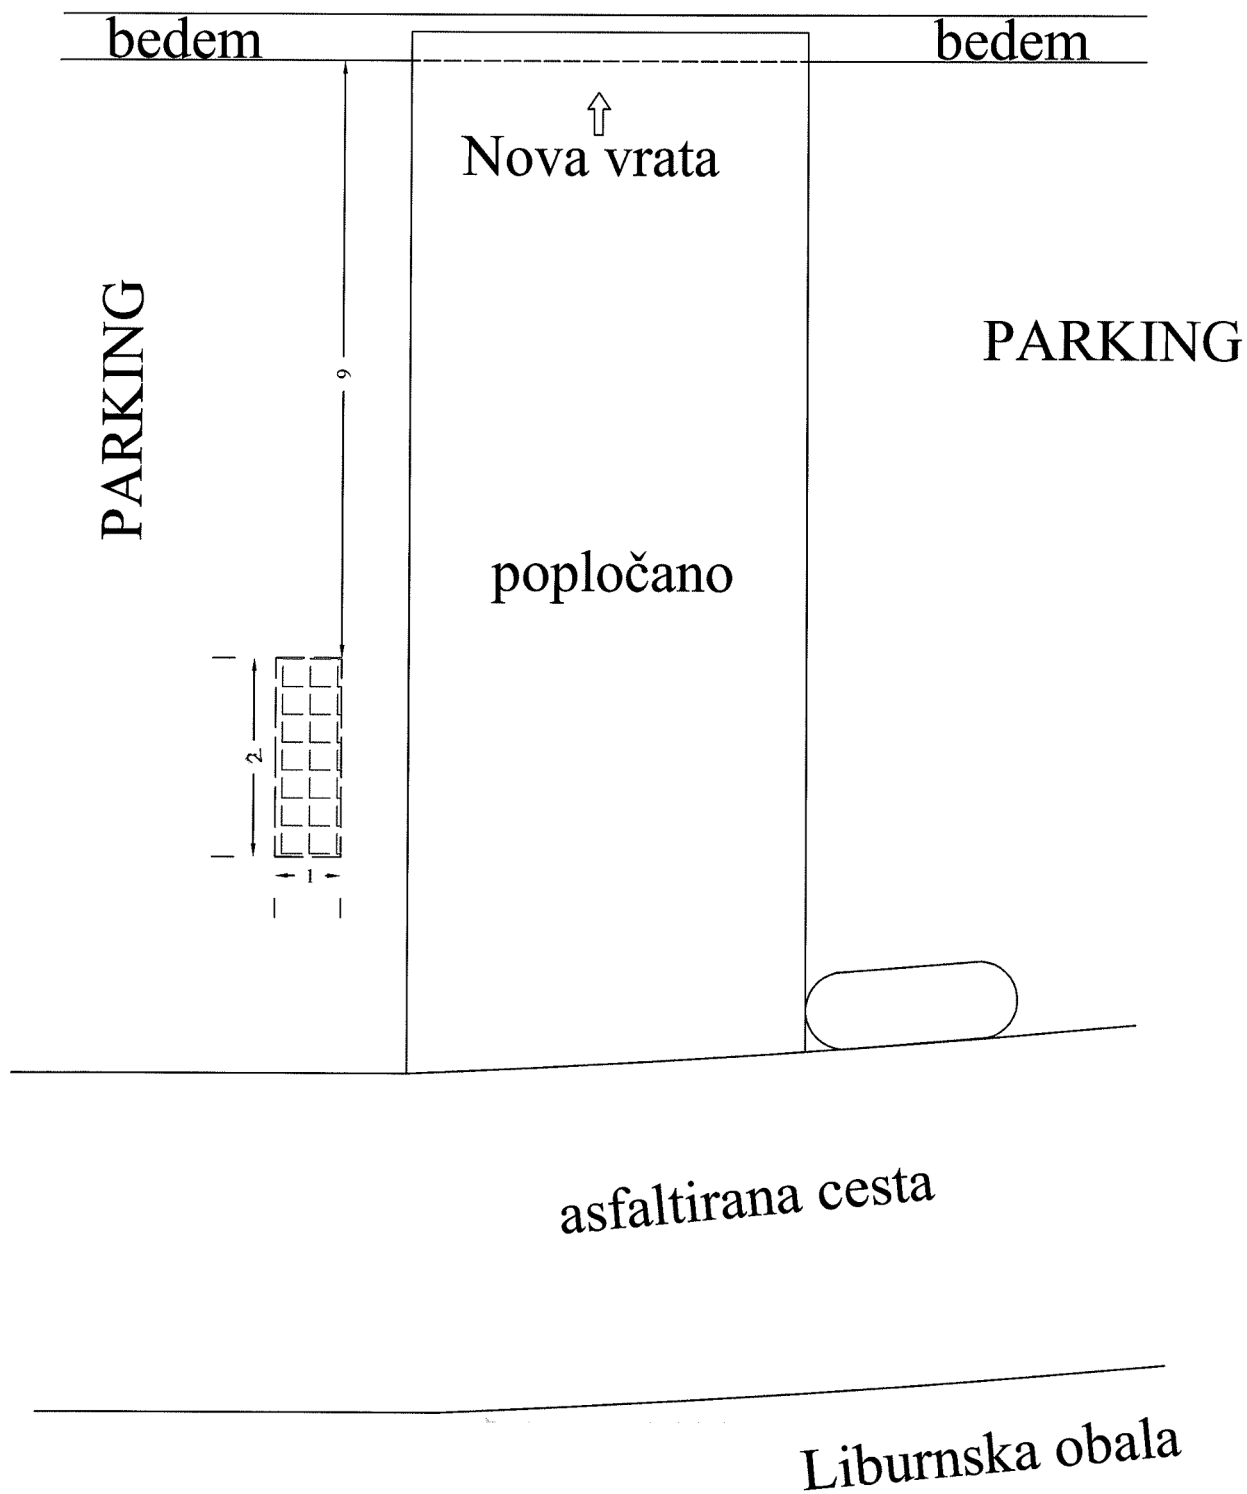 bedem
bedem
Nova vrata
PARKING
PARKING
9
popločano
2
1
asfaltirana cesta
Liburnska obala